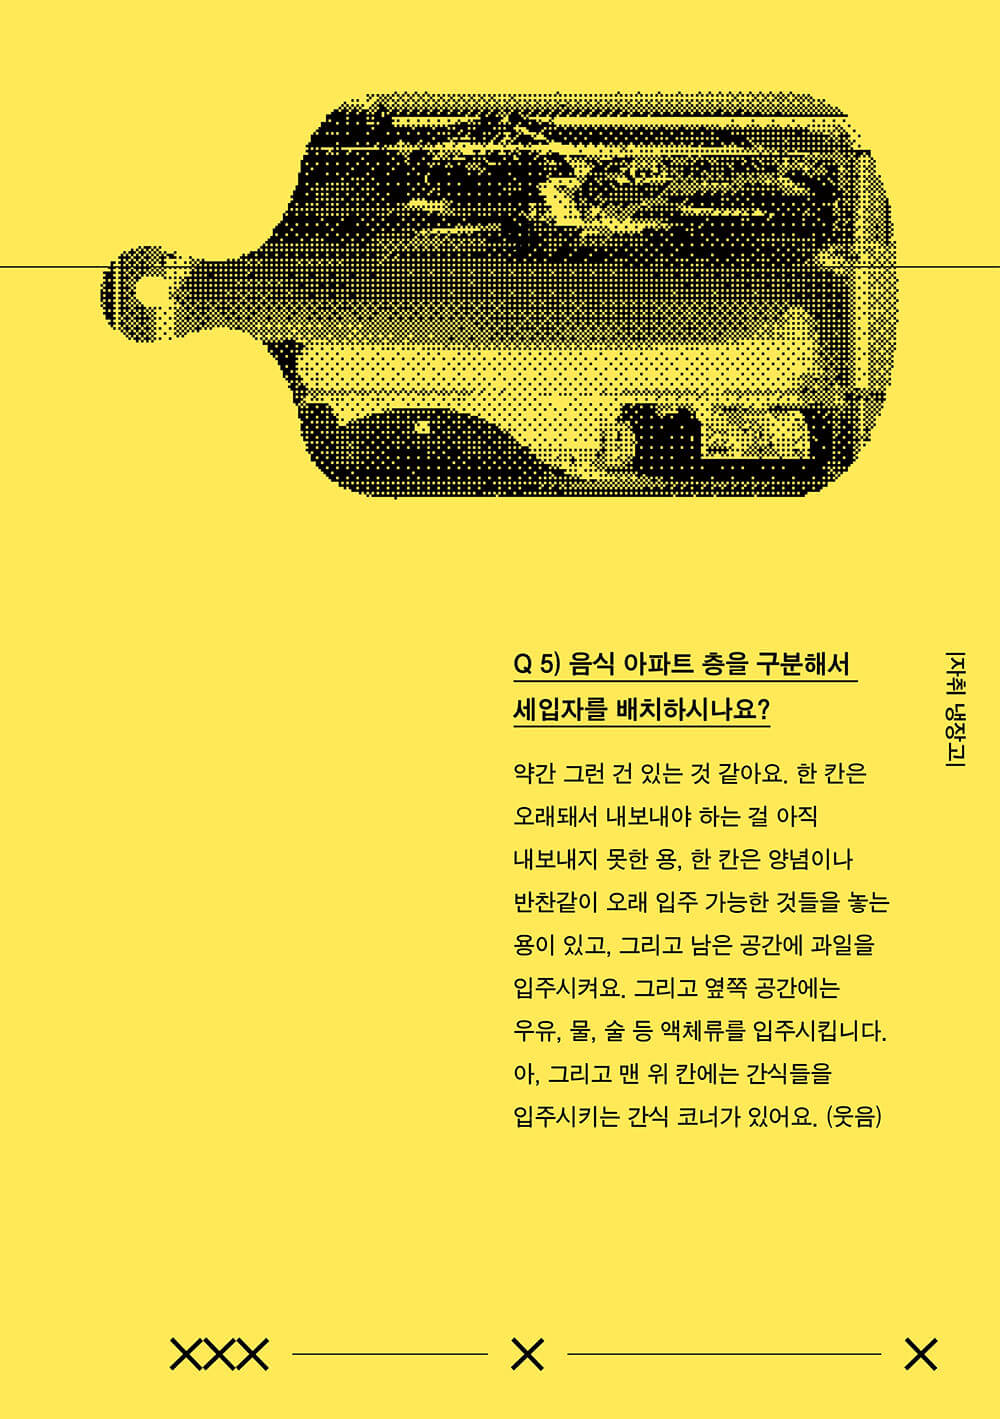 Q 5) 음식 아파트 층을 구분해서
세입자를 배치하시나요?
약간 그런 건 있는 것 같아요. 한 칸은
오래돼서 내보내야 하는 걸 아직
내보내지 못한 용, 한 칸은 양념이나
반찬같이 오래 입주 가능한 것들을 놓는
용이 있고, 그리고 남은 공간에 과일을
입주시켜요. 그리고 옆쪽 공간에는
우유, 물, 술 등 액체류를 입주시킵니다.
아, 그리고 맨 위 칸에는 간식들을
입주시키는 간식 코너가 있어요. (웃음)
|자취 냉장고|